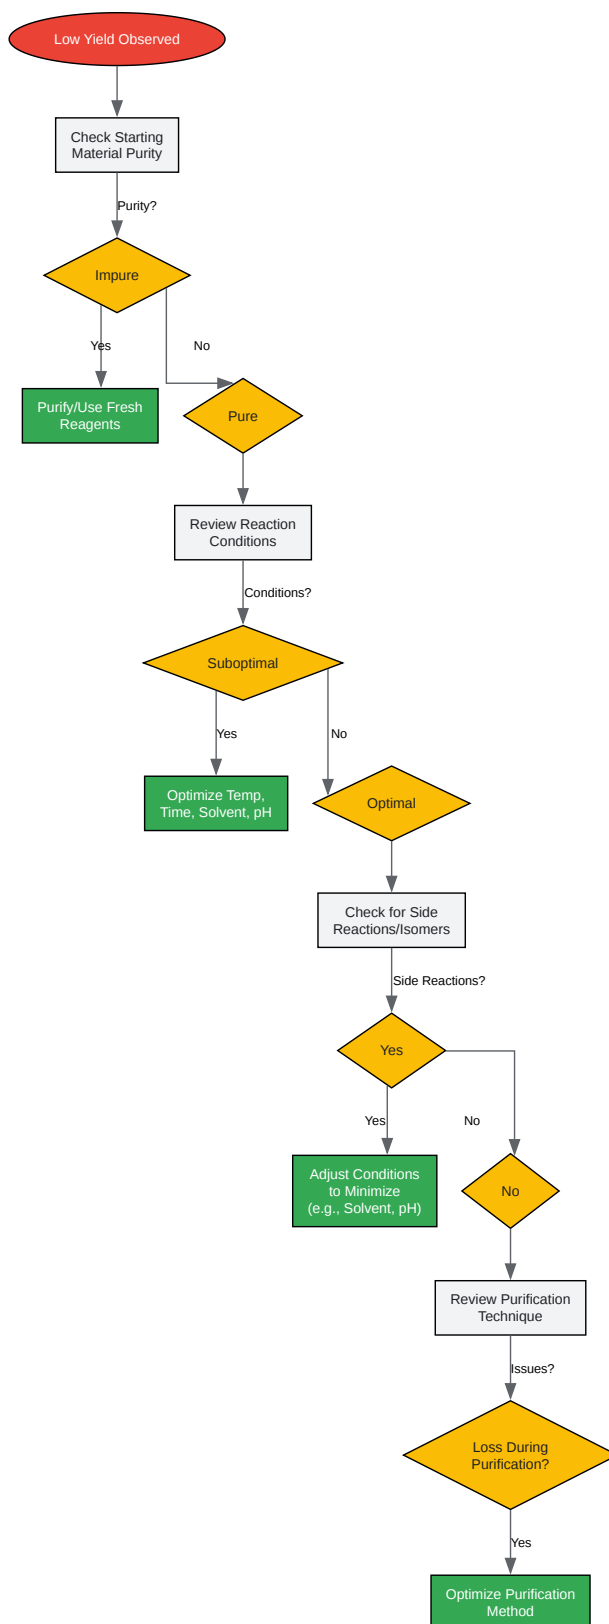 Low Yield Observed
Check Starting
Material Purity
Purity?
Impure
Yes
No
Purify/Use Fresh
Reagents
Pure
Review Reaction
Conditions
Conditions?
Suboptimal
Yes
No
Optimize Temp,
Time, Solvent, pH
Optimal
Check for Side
Reactions/Isomers
Side Reactions?
Yes
Yes
No
Adjust Conditions
to Minimize
(e.g., Solvent, pH)
No
Review Purification
Technique
Issues?
Loss During
Purification?
Yes
Optimize Purification
Method